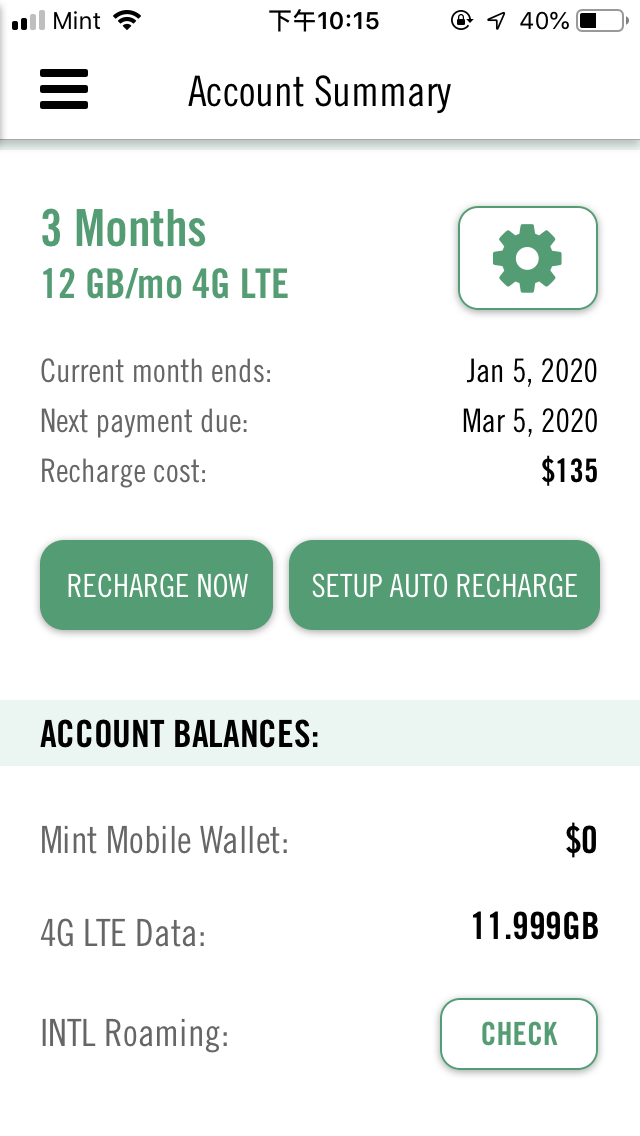 Mint 下午10:15 40%
Account Summary
3 Months
12 GB/mo 4G LTE
Current month ends: Jan 5, 2020
Next payment due: Mar 5, 2020
Recharge cost: $135
RECHARGE NOW SETUP AUTO RECHARGE
ACCOUNT BALANCES:
Mint Mobile Wallet: $0
4G LTE Data: 11.999GB
INTL Roaming: CHECK